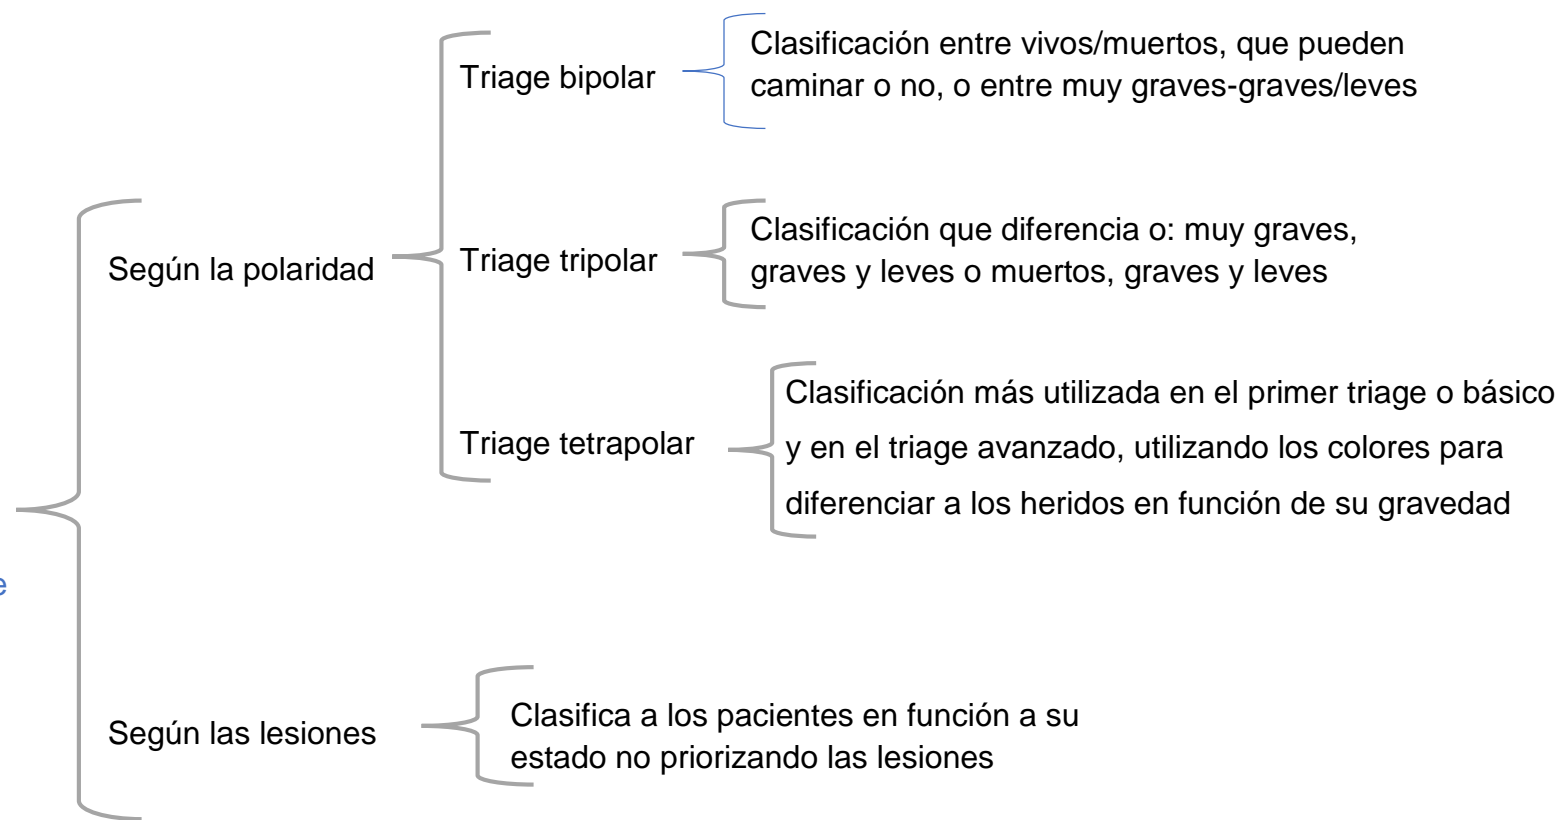 Según la polaridad
Triage bipolar
Clasificación entre vivos/muertos, que pueden
caminar o no, o entre muy graves-graves/leves
Triage tripolar
Clasificación que diferencia o: muy graves,
graves y leves o muertos, graves y leves
Triage tetrapolar
Clasificación más utilizada en el primer triage o básico
y en el triage avanzado, utilizando los colores para
diferenciar a los heridos en función de su gravedad
Según las lesiones
Clasifica a los pacientes en función a su
estado no priorizando las lesiones